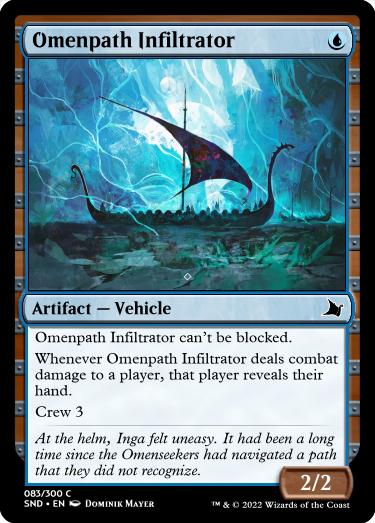 Omenpath Infiltrator
Artifact — Vehicle
Omenpath Infiltrator can't be blocked.
Whenever Omenpath Infiltrator deals combat
damage to a player, that player reveals their
hand.
Crew 3
At the helm, Inga felt uneasy. It had been a long
time since the Omenseekers had navigated a path
that they did not recognize.
2/2
083/300 C
SND • EN Dominik Mayer
™ & © 2022 Wizards of the Coast